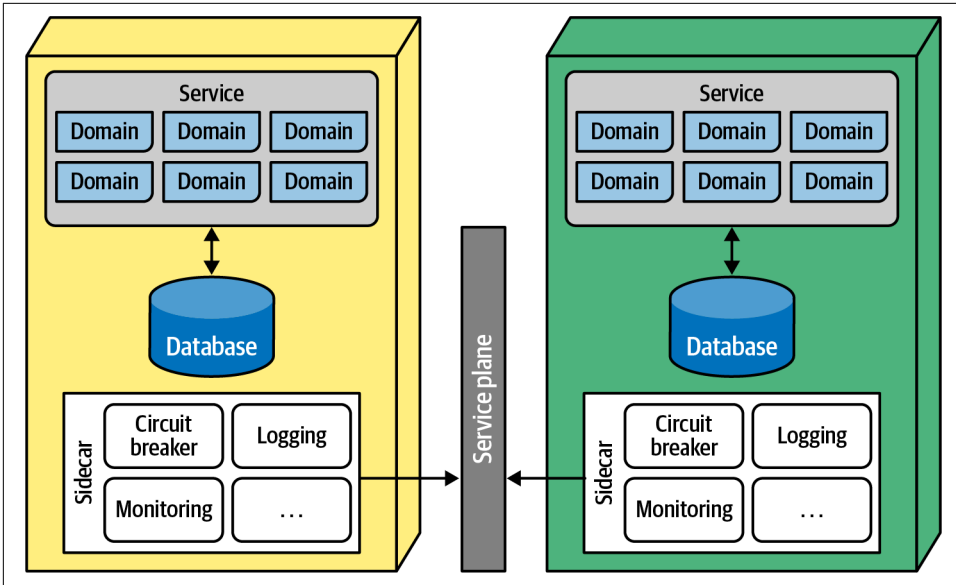 Service
Domain Domain Domain
Domain Domain Domain
Database
Sidecar
Circuit
breaker
Logging
Monitoring
...
Service plane
Service
Domain Domain Domain
Domain Domain Domain
Database
Sidecar
Circuit
breaker
Logging
Monitoring
...